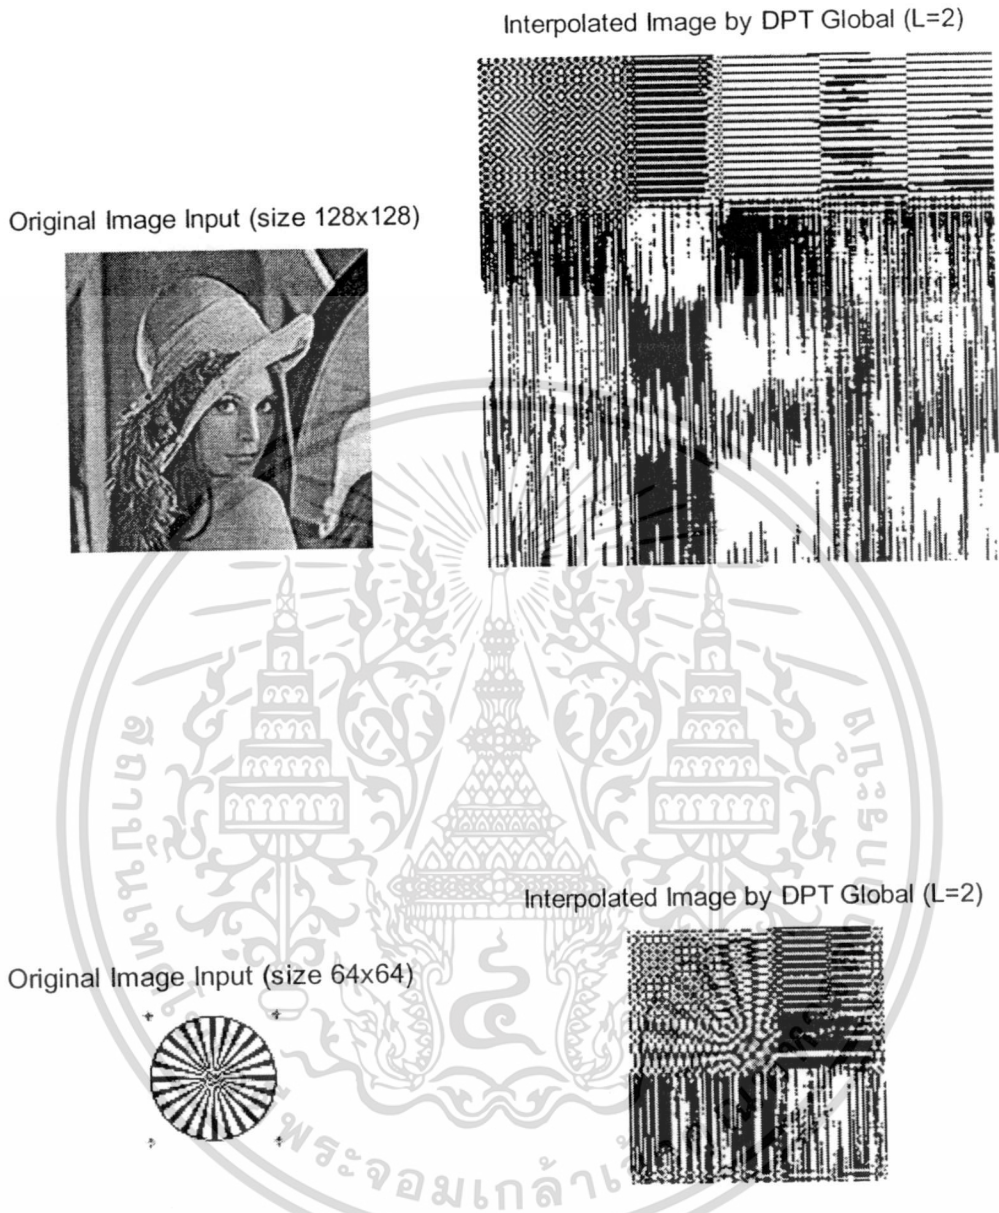 Interpolated Image by DPT Global (L=2)
Original Image Input (size 128x128)
Interpolated Image by DPT Global (L=2)
Original Image Input (size 64x64)